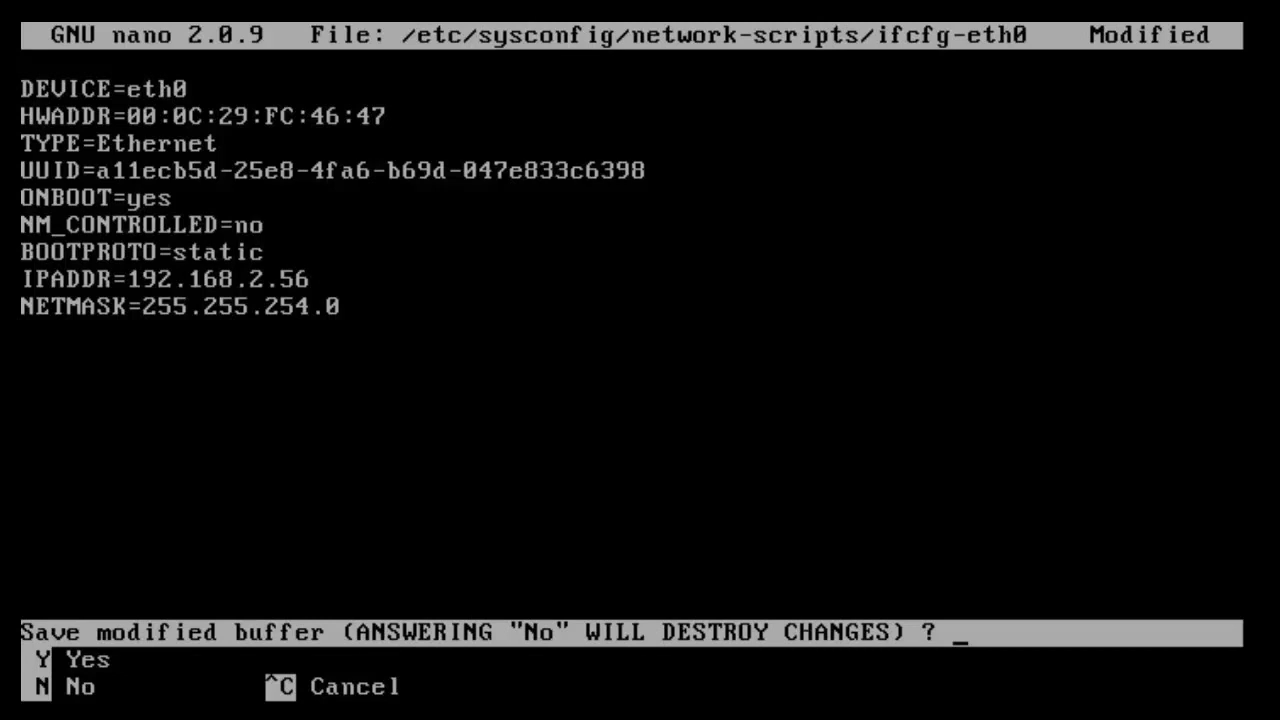 GNU nano 2.0.9 File: /etc/sysconfig/network-scripts/ifcfg-eth0 Modified
DEVICE=eth0
HWADDR=00:0C:29:FC:46:47
TYPE=Ethernet
UUID=a11ecb5d-25e8-4fa6-b69d-047e833c6398
ONBOOT=yes
NM_CONTROLLED=no
BOOTPROTO=static
IPADDR=192.168.2.56
NETMASK=255.255.254.0
Save modified buffer (ANSWERING "No" WILL DESTROY CHANGES) ? _
Y Yes
N No ^C Cancel